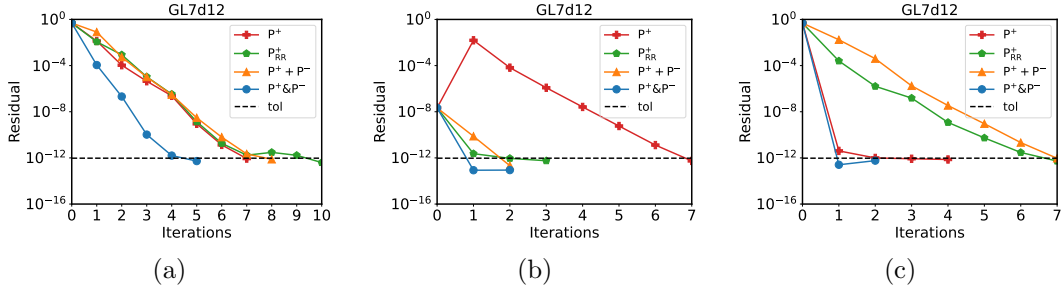 GL7d12
Residual
10^0
10^-4
10^-8
10^-12
10^-16
P^+
P^+_RR
P^+ + P^-
P^+&P^-
tol
0 1 2 3 4 5 6 7 8 9 10
Iterations
(a)
GL7d12
Residual
10^0
10^-4
10^-8
10^-12
10^-16
P^+
P^+_RR
P^+ + P^-
P^+&P^-
tol
0 1 2 3 4 5 6 7
Iterations
(b)
GL7d12
Residual
10^0
10^-4
10^-8
10^-12
10^-16
P^+
P^+_RR
P^+ + P^-
P^+&P^-
tol
0 1 2 3 4 5 6 7
Iterations
(c)